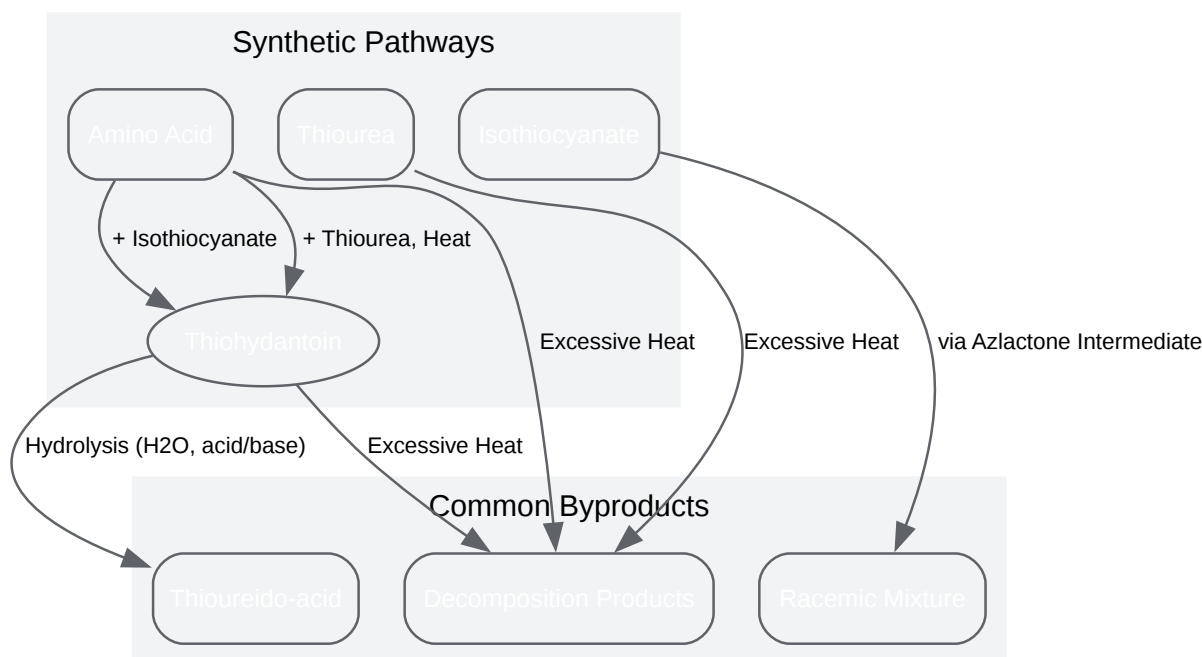 Synthetic Pathways
Amino Acid
Thiourea
Isothiocyanate
+ Isothiocyanate
+ Thiourea, Heat
Thiohydantoin
Excessive Heat
Excessive Heat
via Azlactone Intermediate
Hydrolysis (H2O, acid/base)
Excessive Heat
Common Byproducts
Thioureido-acid
Decomposition Products
Racemic Mixture